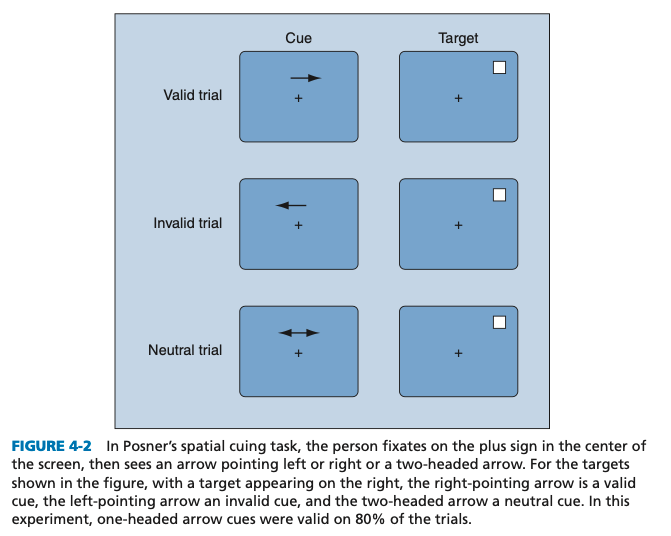 Cue Target
Valid trial
+ +
Invalid trial
+ +
Neutral trial
+ +
FIGURE 4-2 In Posner's spatial cuing task, the person fixates on the plus sign in the center of
the screen, then sees an arrow pointing left or right or a two-headed arrow. For the targets
shown in the figure, with a target appearing on the right, the right-pointing arrow is a valid
cue, the left-pointing arrow an invalid cue, and the two-headed arrow a neutral cue. In this
experiment, one-headed arrow cues were valid on 80% of the trials.